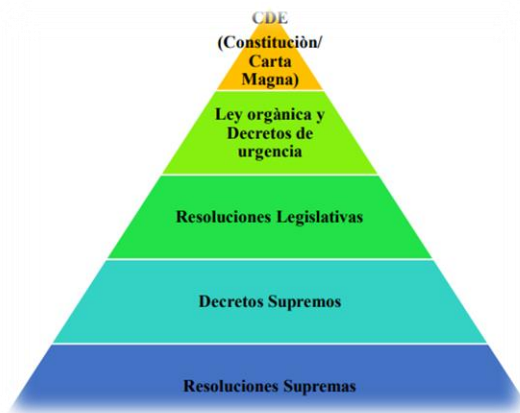 CDE
(Constituciòn/
Carta
Magna)
Ley orgànica y
Decretos de
urgencia
Resoluciones Legislativas
Decretos Supremos
Resoluciones Supremas